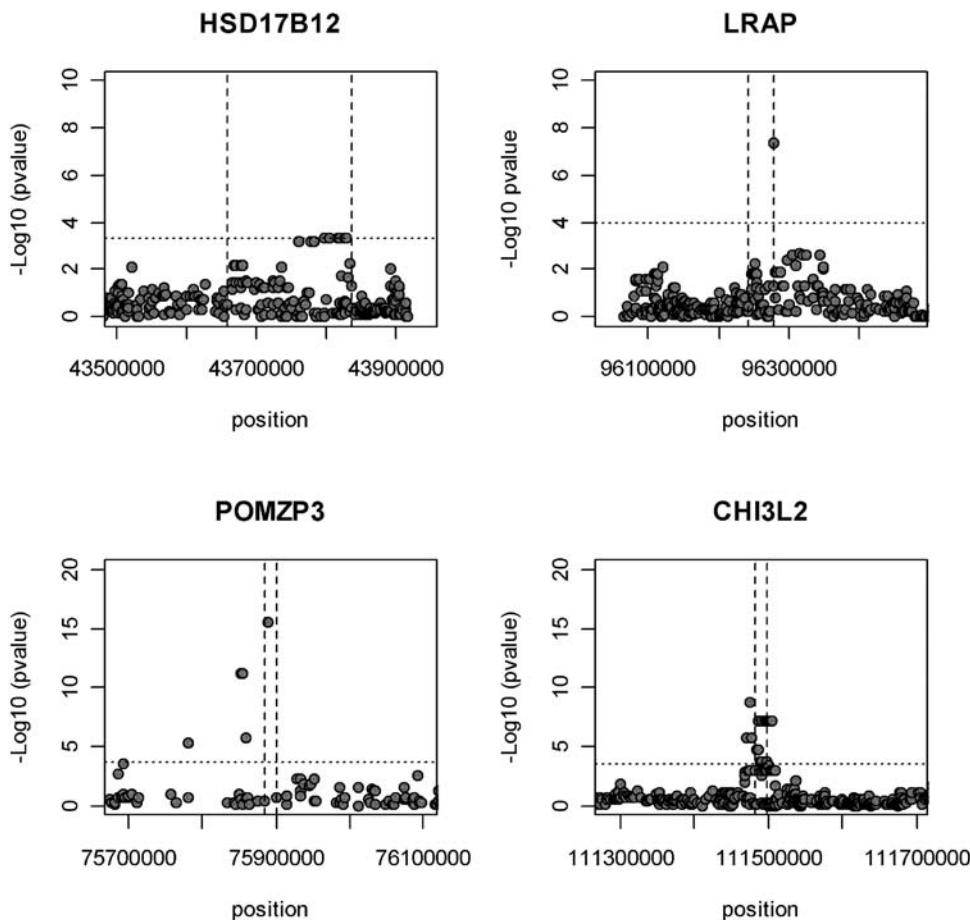 HSD17B12
-Log10 (pvalue)
10
8
6
4
2
0
43500000 43700000 43900000
position
LRAP
-Log10 pvalue
10
8
6
4
2
0
96100000 96300000
position
POMZP3
-Log10 (pvalue)
20
15
10
5
0
75700000 75900000 76100000
position
CHI3L2
-Log10 (pvalue)
20
15
10
5
0
111300000 111500000 111700000
position